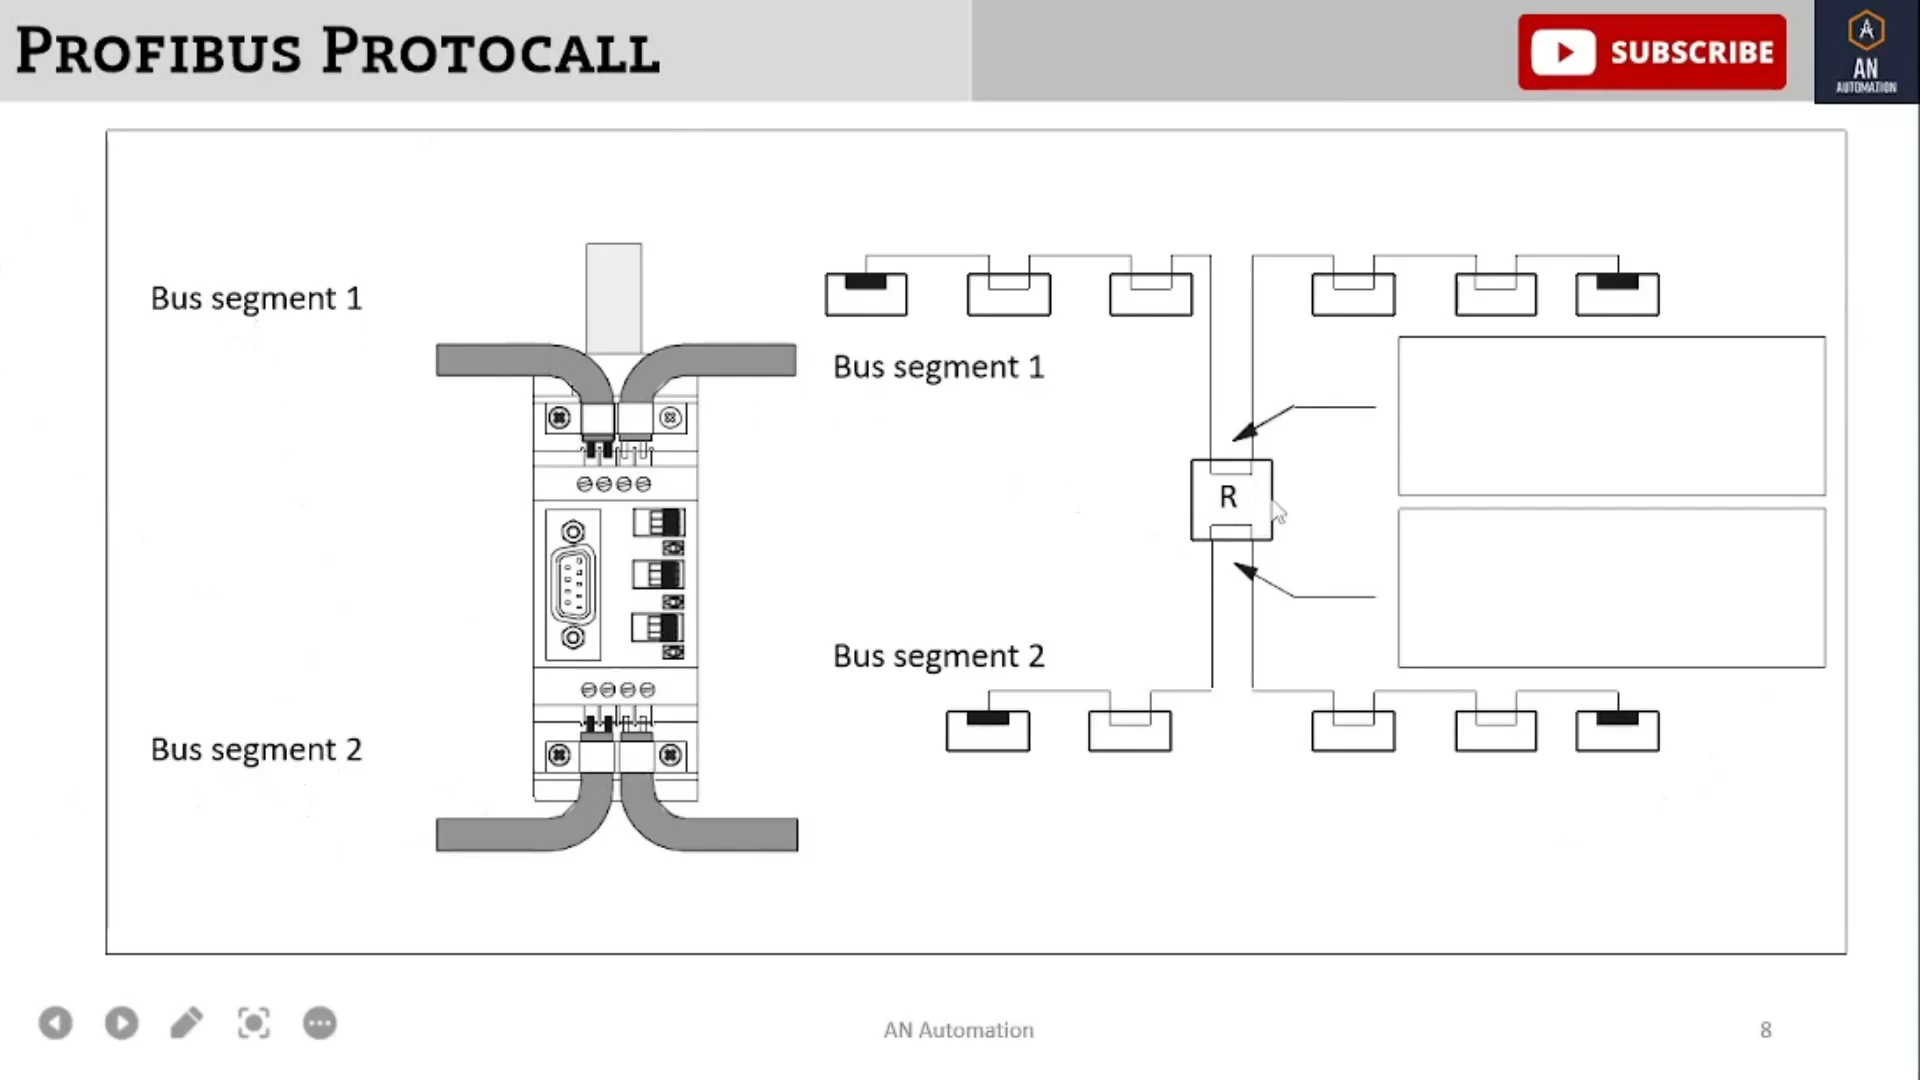 PROFIBUS PROTOCALL
SUBSCRIBE
AN
AUTOMATION
Bus segment 1
Bus segment 1
R
Bus segment 2
Bus segment 2
AN Automation
8